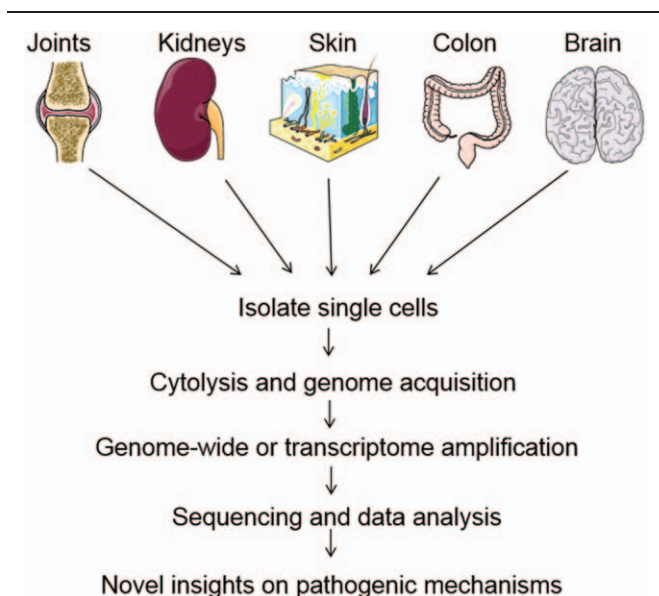 Joints Kidneys Skin Colon Brain
Isolate single cells
Cytolysis and genome acquisition
Genome-wide or transcriptome amplification
Sequencing and data analysis
Novel insights on pathogenic mechanisms